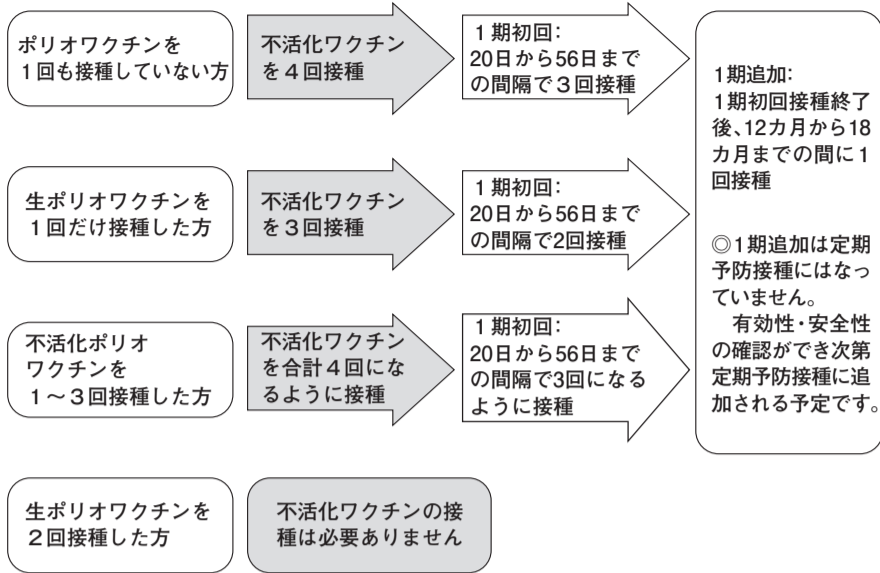 ポリオワクチンを
1回も接種していない方
不活化ワクチン
を4回接種
1期初回：
20日から56日まで
の間隔で3回接種
生ポリオワクチンを
1回だけ接種した方
不活化ワクチン
を3回接種
1期初回：
20日から56日まで
の間隔で2回接種
不活化ポリオ
ワクチンを
1〜3回接種した方
不活化ワクチン
を合計4回にな
るように接種
1期初回：
20日から56日まで
の間隔で3回になる
ように接種
1期追加：
1期初回接種終了
後、12カ月から18
カ月までの間に1
回接種
◎1期追加は定期
予防接種にはなっ
ていません。
有効性・安全性
の確認ができ次第
定期予防接種に追
加される予定です。
生ポリオワクチンを
2回接種した方
不活化ワクチンの接
種は必要ありません